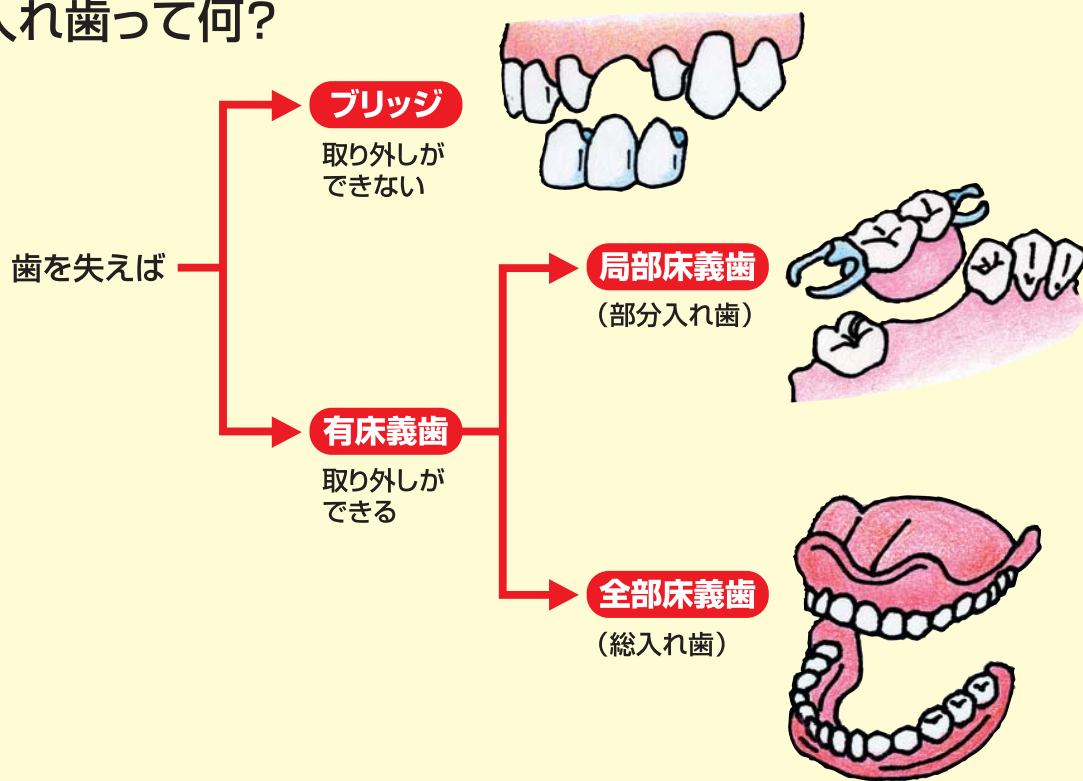 入れ歯って何?
ブリッジ
取り外しが
できない
歯を失えば
局部床義歯
（部分入れ歯）
有床義歯
取り外しが
できる
全部床義歯
（総入れ歯）